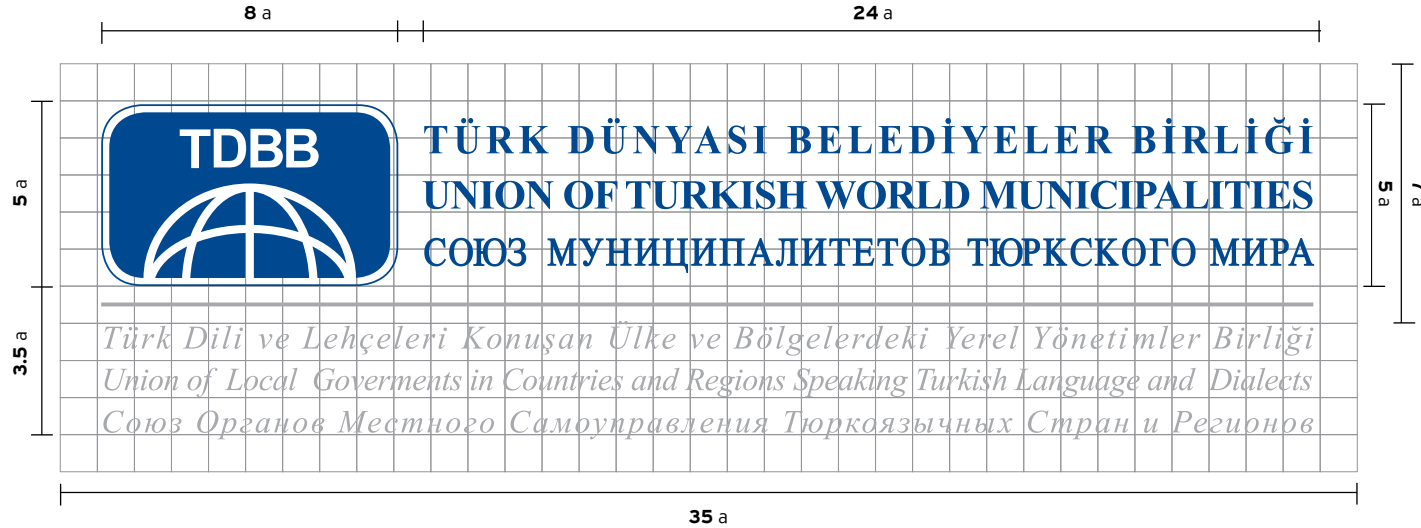 8 a 24 a
TDBB
TÜRK DÜNYASI BELEDİYELER BİRLİĞİ
UNION OF TURKISH WORLD MUNICIPALITIES
СОЮЗ МУНИЦИПАЛИТЕТОВ ТЮРКСКОГО МИРА
5 a
5 a
7 a
Türk Dili ve Lehçeleri Konuşan Ülke ve Bölgelerdeki Yerel Yönetimler Birliği
Union of Local Goverments in Countries and Regions Speaking Turkish Language and Dialects
Союз Органов Местного Самоуправления Тюркоязычных Стран и Регионов
3.5 a
35 a